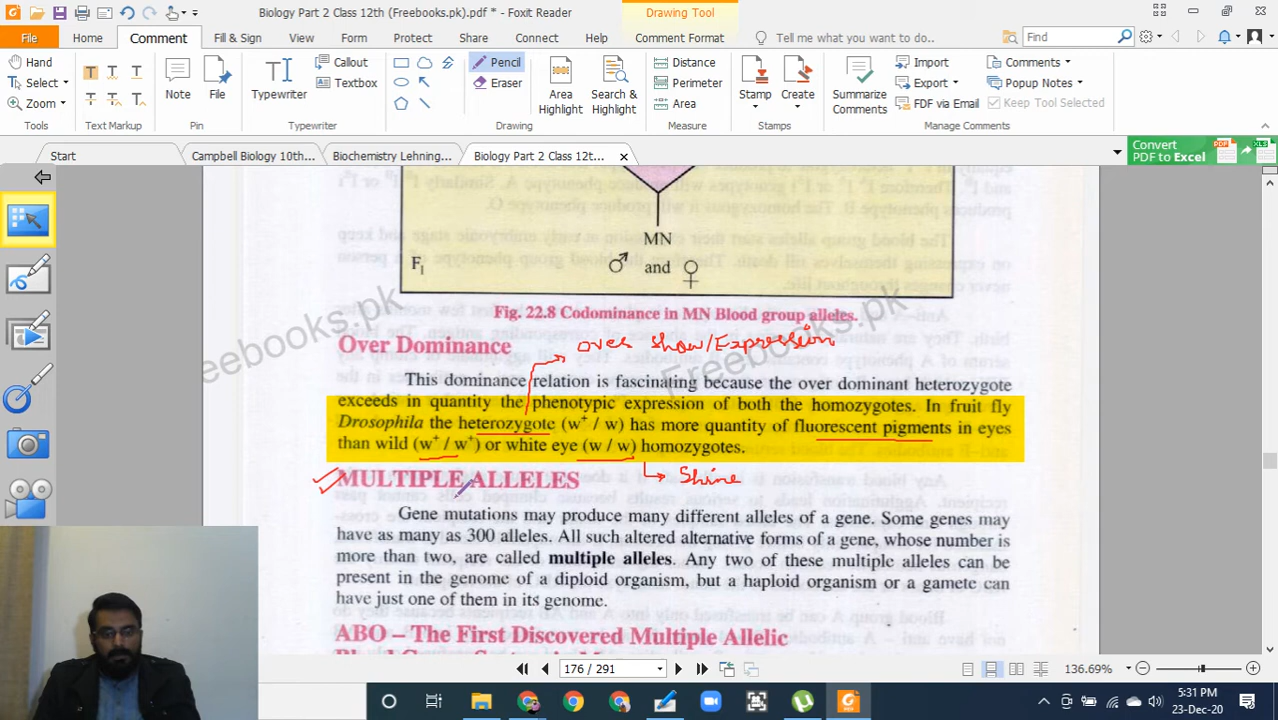 Biology Part 2 Class 12th (Freebooks.pk).pdf * - Foxit Reader
Drawing Tool
File Home Comment Fill & Sign View Form Protect Share Connect Help Comment Format Tell me what you want to do... Find
Hand
Select
Zoom
Tools
Text Markup
Note
File
Pin
Typewriter
Callout
Textbox
Typewriter
Pencil
Eraser
Drawing
Area Highlight
Search & Highlight
Distance
Perimeter
Area
Measure
Stamp
Create
Stamps
Summarize Comments
Import
Export
FDF via Email
Comments
Popup Notes
Keep Tool Selected
Manage Comments
Start Campbell Biology 10th... Biochemistry Lehning... Biology Part 2 Class 12t...
Convert
PDF to Excel
MN
F1
♂ and ♀
Fig. 22.8 Codominance in MN Blood group alleles.
Freebooks.pk
Freebooks.pk
over show/Expression
Over Dominance
This dominance relation is fascinating because the over dominant heterozygote
exceeds in quantity the phenotypic expression of both the homozygotes. In fruit fly
Drosophila the heterozygote (w+ / w) has more quantity of fluorescent pigments in eyes
than wild (w+ / w+) or white eye (w / w) homozygotes.
Shine
MULTIPLE ALLELES
Gene mutations may produce many different alleles of a gene. Some genes may
have as many as 300 alleles. All such altered alternative forms of a gene, whose number is
more than two, are called multiple alleles. Any two of these multiple alleles can be
present in the genome of a diploid organism, but a haploid organism or a gamete can
have just one of them in its genome.
ABO – The First Discovered Multiple Allelic
176 / 291
136.69%
5:31 PM
23-Dec-20